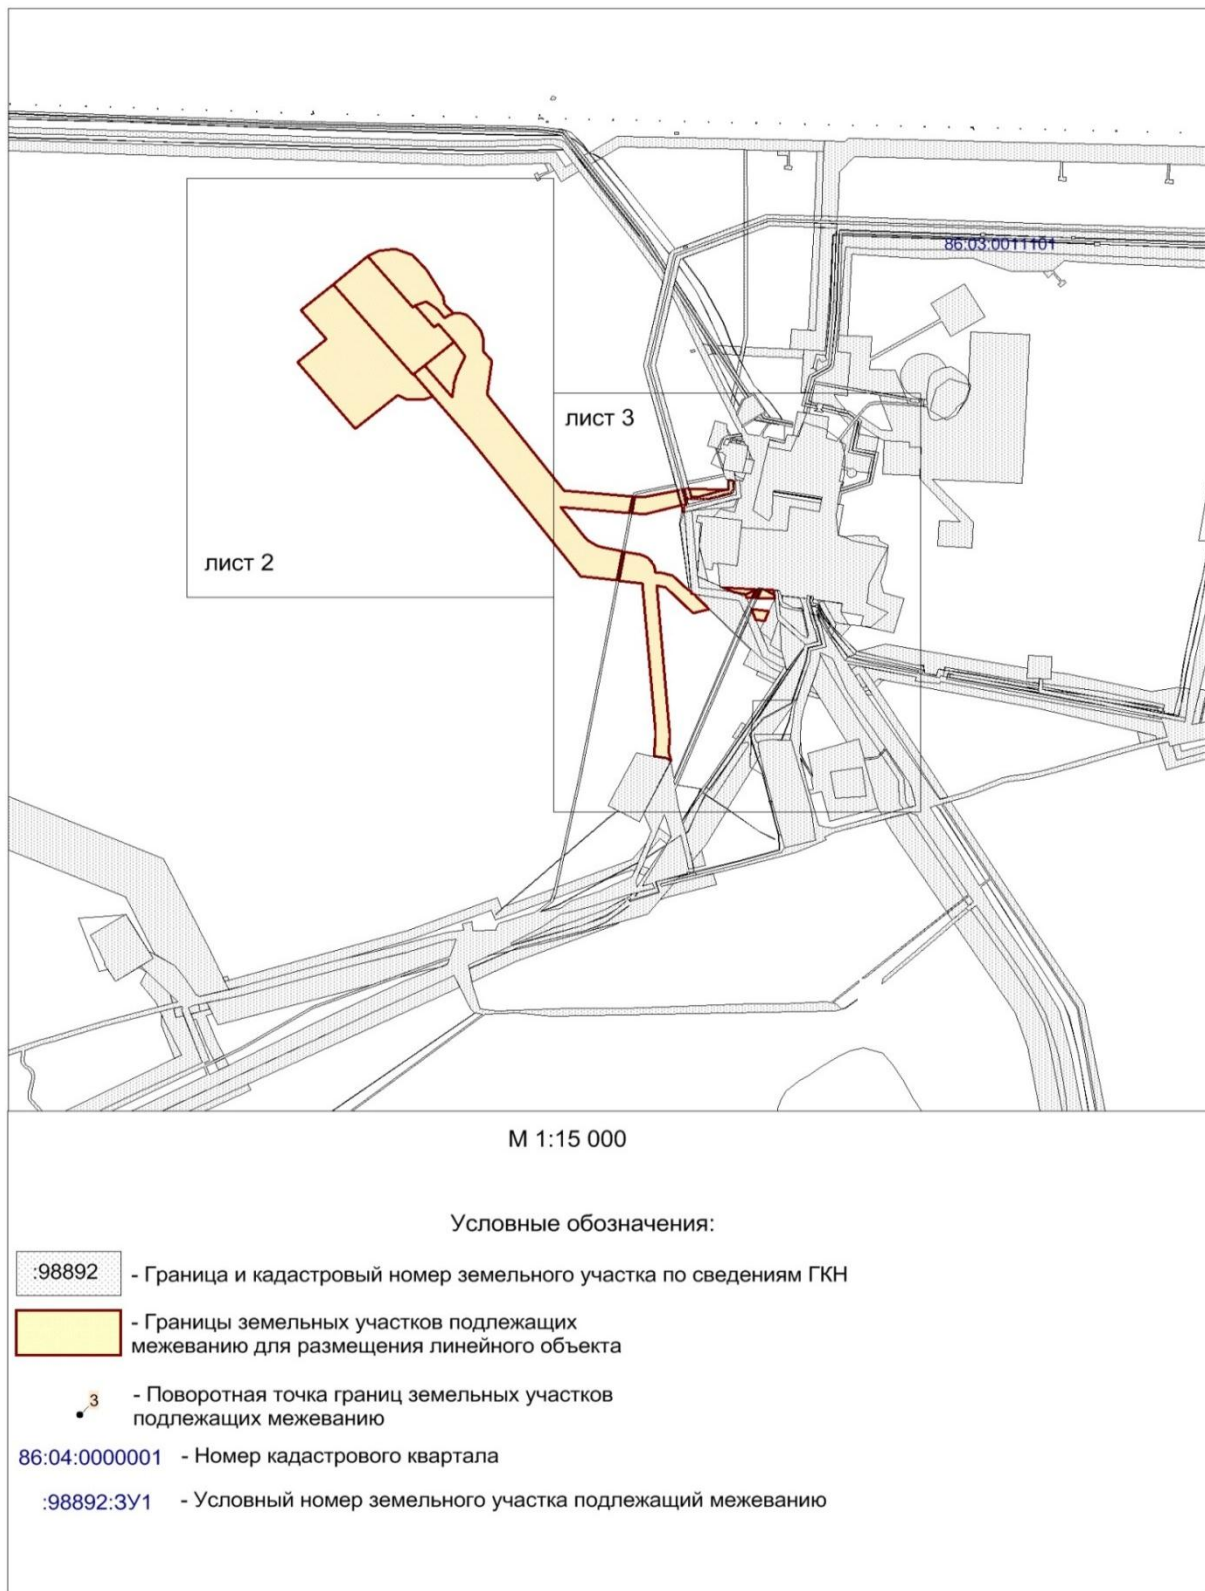 86:03:0011101
лист 3
лист 2
М 1:15 000
Условные обозначения:
:98892 - Граница и кадастровый номер земельного участка по сведениям ГКН
- Границы земельных участков подлежащих
межеванию для размещения линейного объекта
3 - Поворотная точка границ земельных участков
подлежащих межеванию
86:04:0000001 - Номер кадастрового квартала
:98892:ЗУ1 - Условный номер земельного участка подлежащий межеванию